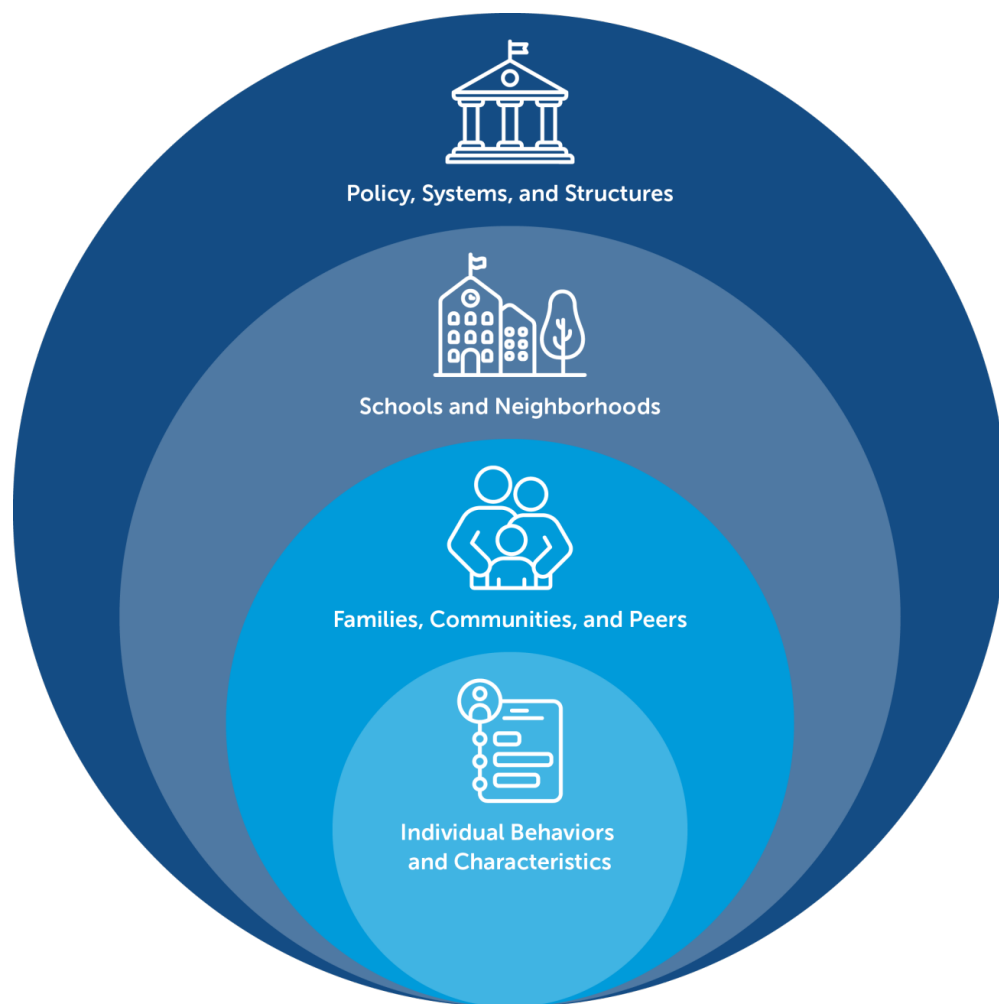 Policy, Systems, and Structures
Schools and Neighborhoods
Families, Communities, and Peers
Individual Behaviors
and Characteristics